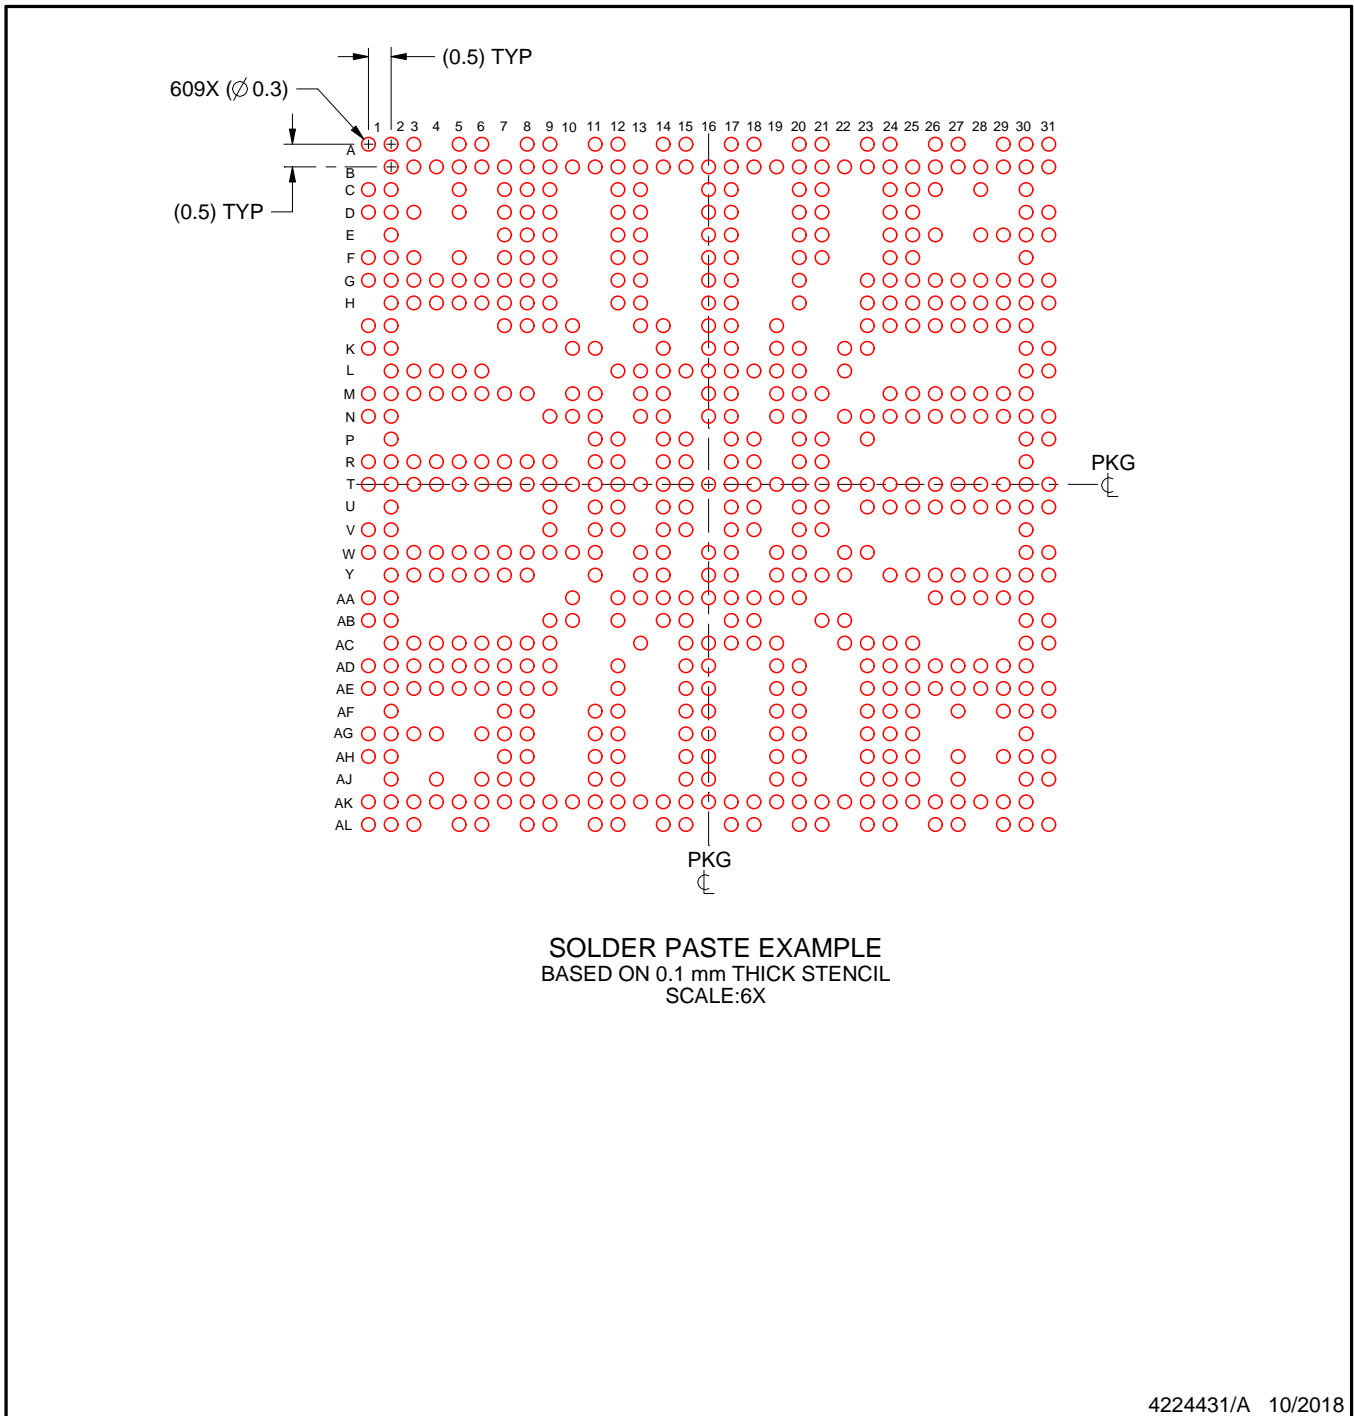 (0.5) TYP
609X (∅ 0.3)
1 2 3 4 5 6 7 8 9 10 11 12 13 14 15 16 17 18 19 20 21 22 23 24 25 26 27 28 29 30 31
A
B
C
(0.5) TYP
D
E
F
G
H
K
L
M
N
P
R
PKG
T
U
V
W
Y
AA
AB
AC
AD
AE
AF
AG
AH
AJ
AK
AL
PKG
SOLDER PASTE EXAMPLE
BASED ON 0.1 mm THICK STENCIL
SCALE:6X
4224431/A 10/2018